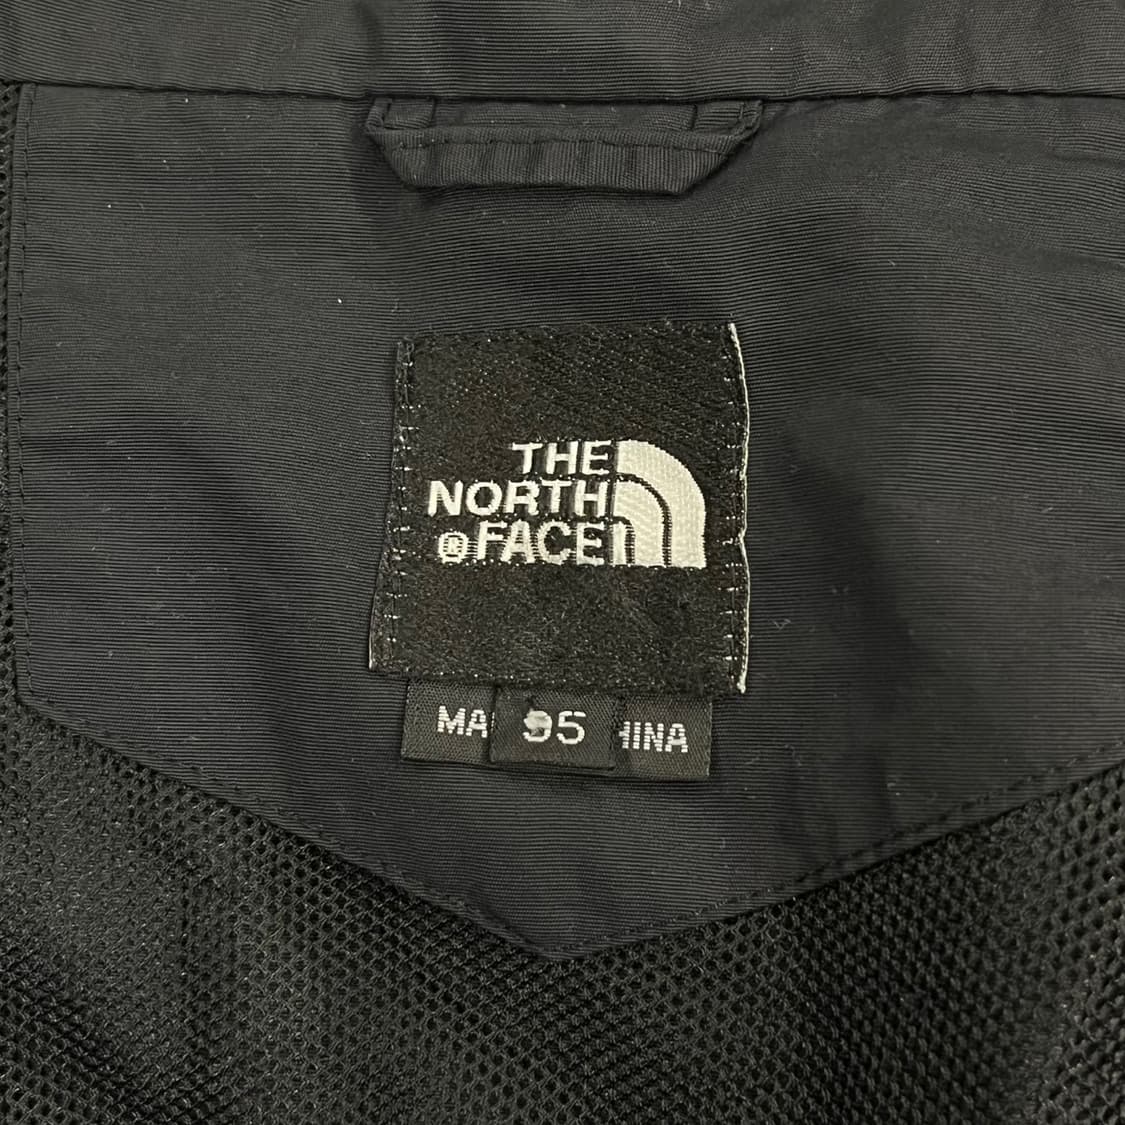 THE
NORTH
® FACE
MA 95 HINA